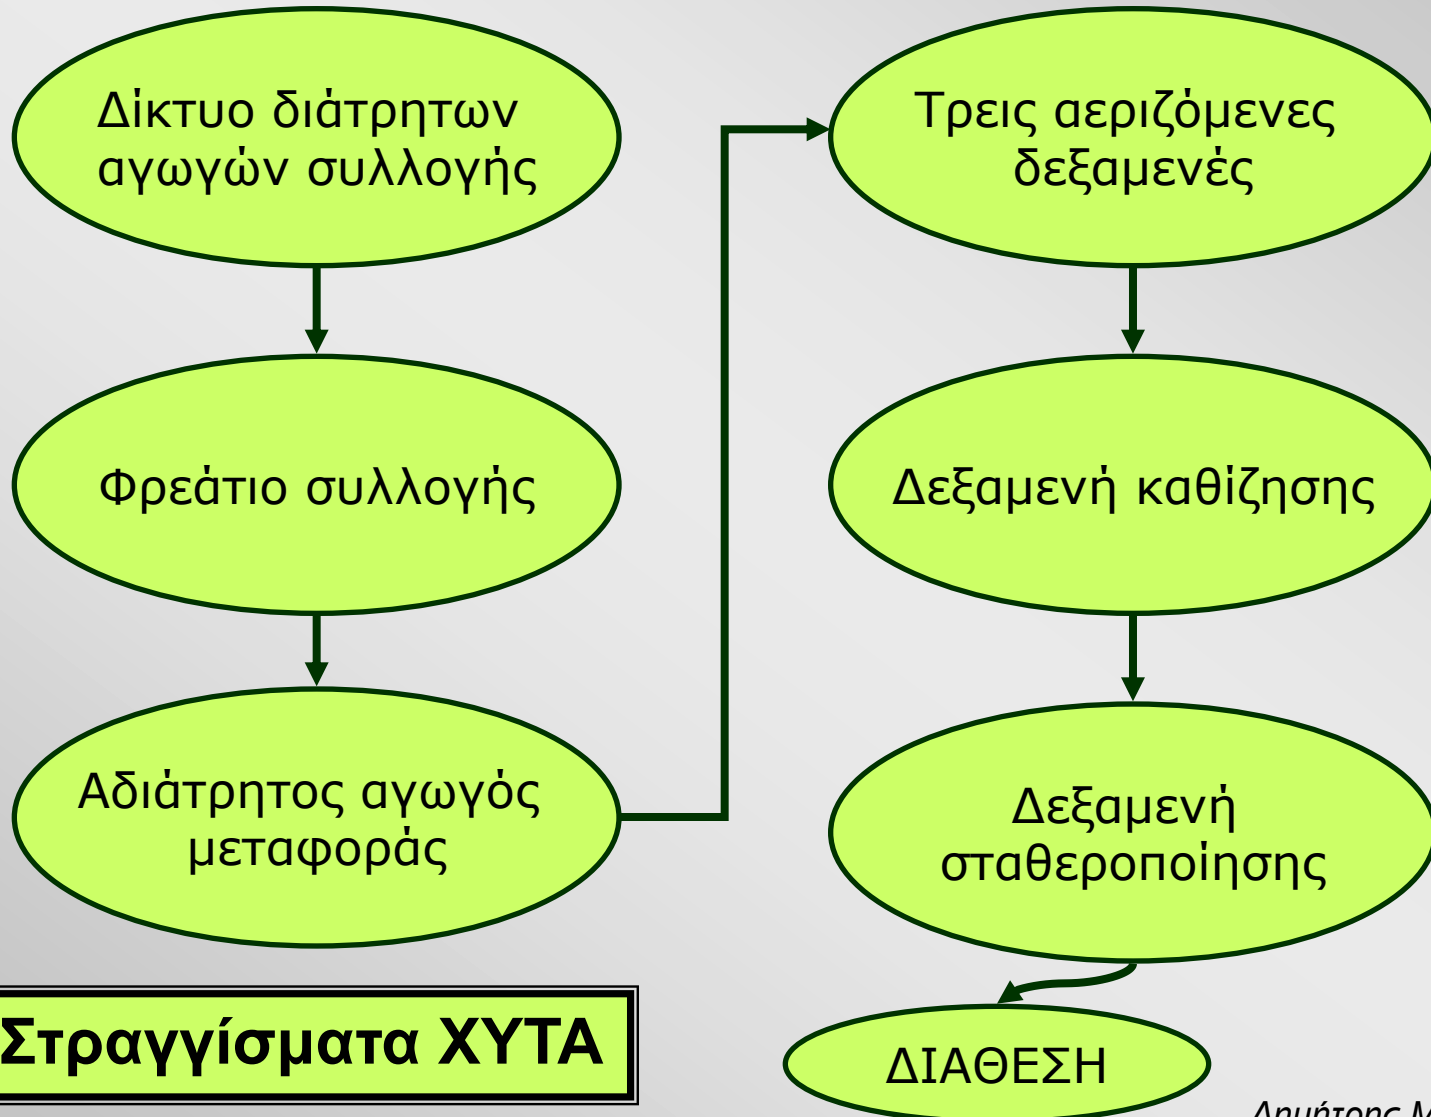 Δίκτυο διάτρητων
αγωγών συλλογής
Φρεάτιο συλλογής
Αδιάτρητος αγωγός
μεταφοράς
Τρεις αεριζόμενες
δεξαμενές
Δεξαμενή καθίζησης
Δεξαμενή
σταθεροποίησης
ΔΙΑΘΕΣΗ
Στραγγίσματα ΧΥΤΑ
Δημήτρης